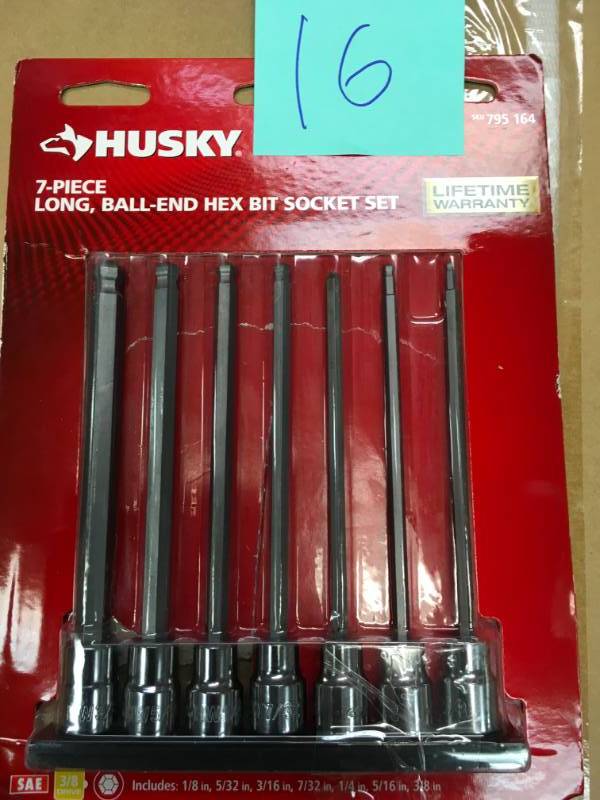 16
SKU 795 164
HUSKY
7-PIECE
LONG, BALL-END HEX BIT SOCKET SET
LIFETIME
WARRANTY
SAE
3/8
DRIVE
Includes: 1/8 in, 5/32 in, 3/16 in, 7/32 in, 1/4 in, 5/16 in, 3/8 in